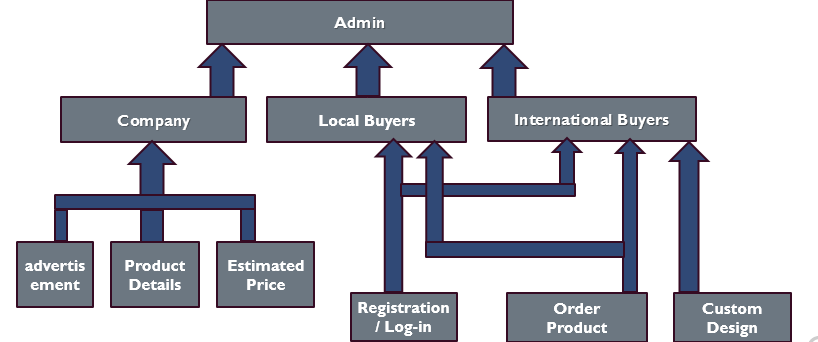 Admin
Company
Local Buyers
International Buyers
advertis
ement
Product
Details
Estimated
Price
Registration
/ Log-in
Order
Product
Custom
Design